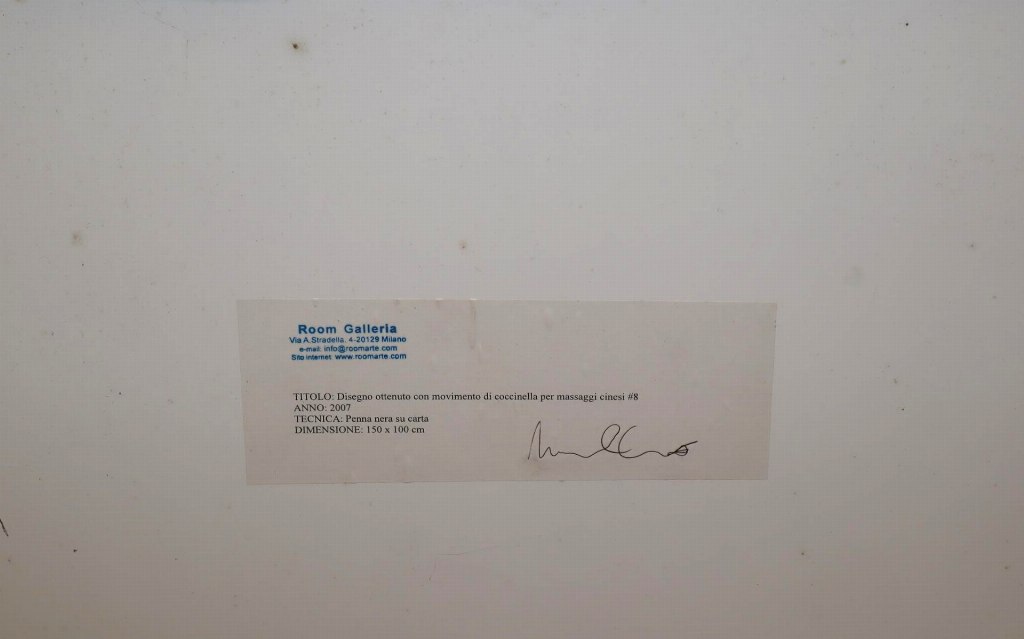 Room Galleria
Via A.Stradella, 4-20129 Milano
e-mail: info@roomarte.com
Sito internet: www.roomarte.com
TITOLO: Disegno ottenuto con movimento di coccinella per massaggi cinesi #8
ANNO: 2007
TECNICA: Penna nera su carta
DIMENSIONE: 150 x 100 cm